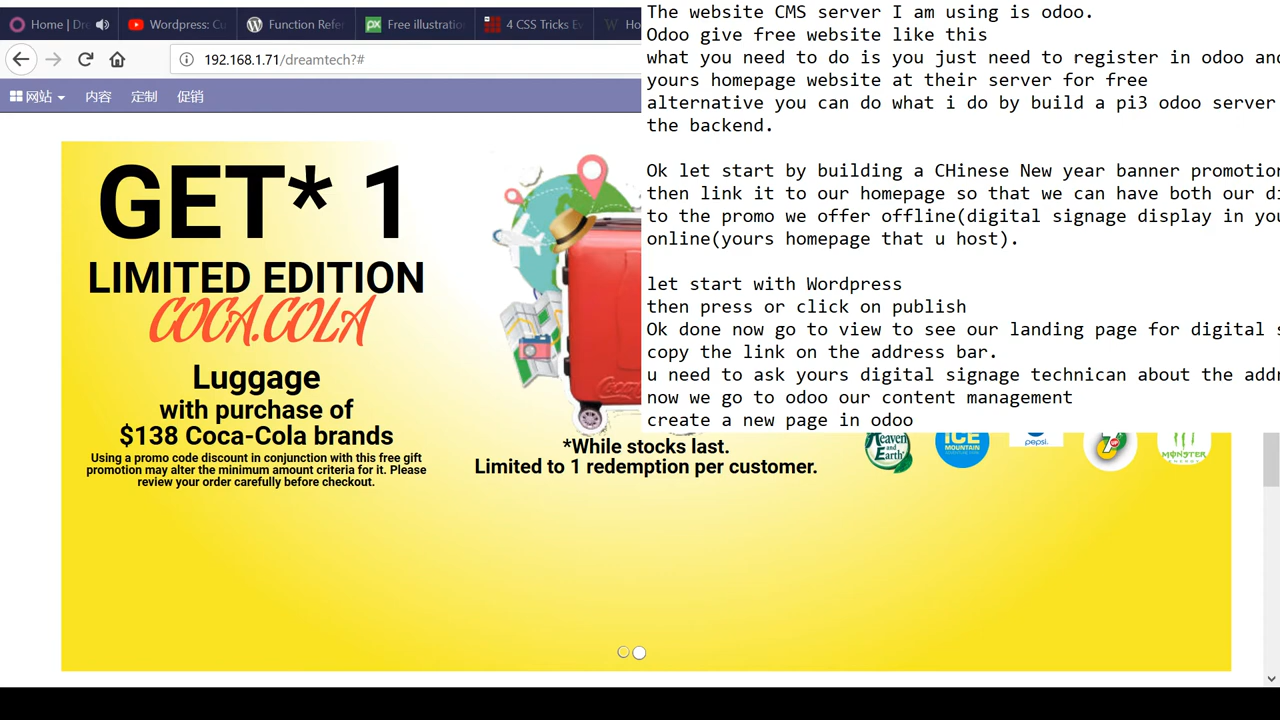 Home | Dre
Wordpress: Cu
Function Refer
Free illustratio
4 CSS Tricks Ev
Ho
192.168.1.71/dreamtech?#
网站
内容
定制
促销
GET* 1
LIMITED EDITION
COCA.COLA
Luggage
with purchase of
$138 Coca-Cola brands
Using a promo code discount in conjunction with this free gift
promotion may alter the minimum amount criteria for it. Please
review your order carefully before checkout.
*While stocks last.
Limited to 1 redemption per customer.
Heaven
and
Earth
ICE
MOUNTAIN
pepsi.
7
UP
MONSTER
ENERGY
The website CMS server I am using is odoo.
Odoo give free website like this
what you need to do is you just need to register in odoo and
yours homepage website at their server for free
alternative you can do what i do by build a pi3 odoo server
the backend.
Ok let start by building a CHinese New year banner promotion
then link it to our homepage so that we can have both our di
to the promo we offer offline(digital signage display in yo
online(yours homepage that u host).
let start with Wordpress
then press or click on publish
Ok done now go to view to see our landing page for digital s
copy the link on the address bar.
u need to ask yours digital signage technican about the addr
now we go to odoo our content management
create a new page in odoo